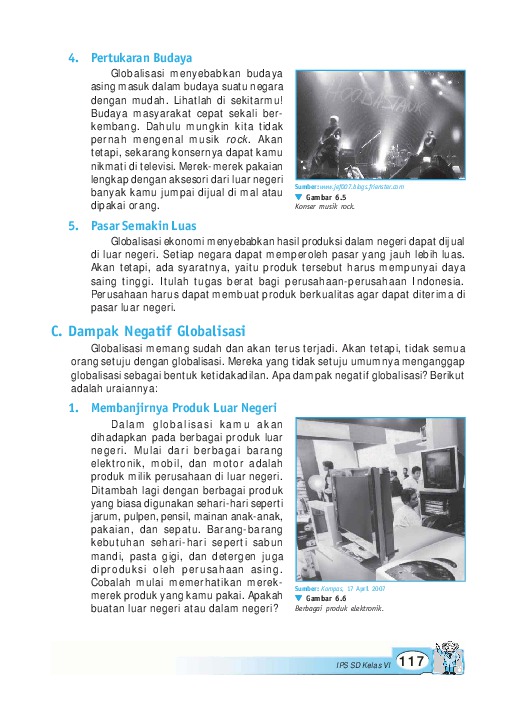 4. Pertukaran Budaya
Globalisasi menyebabkan budaya
asing masuk dalam budaya suatu negara
dengan mudah. Lihatlah di sekitarmu!
Budaya masyarakat cepat sekali ber-
kembang. Dahulu mungkin kita tidak
pernah mengenal musik rock. Akan
tetapi, sekarang konsernya dapat kamu
nikmati di televisi. Merek-merek pakaian
lengkap dengan aksesori dari luar negeri
banyak kamu jumpai dijual di mal atau
dipakai orang.
HOOBASTANK
Sumber: www.jef007.blogs.frienster.com
▼ Gambar 6.5
Konser musik rock.
5. Pasar Semakin Luas
Globalisasi ekonomi menyebabkan hasil produksi dalam negeri dapat dijual
di luar negeri. Setiap negara dapat memperoleh pasar yang jauh lebih luas.
Akan tetapi, ada syaratnya, yaitu produk tersebut harus mempunyai daya
saing tinggi. Itulah tugas berat bagi perusahaan-perusahaan Indonesia.
Perusahaan harus dapat membuat produk berkualitas agar dapat diterima di
pasar luar negeri.
C. Dampak Negatif Globalisasi
Globalisasi memang sudah dan akan terus terjadi. Akan tetapi, tidak semua
orang setuju dengan globalisasi. Mereka yang tidak setuju umumnya menganggap
globalisasi sebagai bentuk ketidakadilan. Apa dampak negatif globalisasi? Berikut
adalah uraiannya:
1. Membanjirnya Produk Luar Negeri
Dalam globalisasi kamu akan
dihadapkan pada berbagai produk luar
negeri. Mulai dari berbagai barang
elektronik, mobil, dan motor adalah
produk milik perusahaan di luar negeri.
Ditambah lagi dengan berbagai produk
yang biasa digunakan sehari-hari seperti
jarum, pulpen, pensil, mainan anak-anak,
pakaian, dan sepatu. Barang-barang
kebutuhan sehari-hari seperti sabun
mandi, pasta gigi, dan detergen juga
diproduksi oleh perusahaan asing.
Cobalah mulai memerhatikan merek-
merek produk yang kamu pakai. Apakah
buatan luar negeri atau dalam negeri?
Sumber: Kompas, 17 April 2007
▼ Gambar 6.6
Berbagai produk elektronik.
IPS SD Kelas VI 117